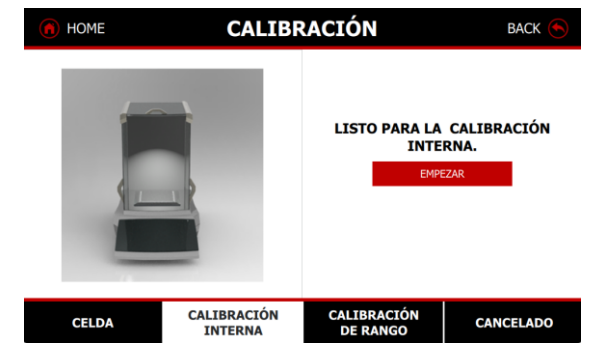 HOME
CALIBRACIÓN
BACK
LISTO PARA LA CALIBRACIÓN
INTERNA.
EMPEZAR
CELDA
CALIBRACIÓN
INTERNA
CALIBRACIÓN
DE RANGO
CANCELADO